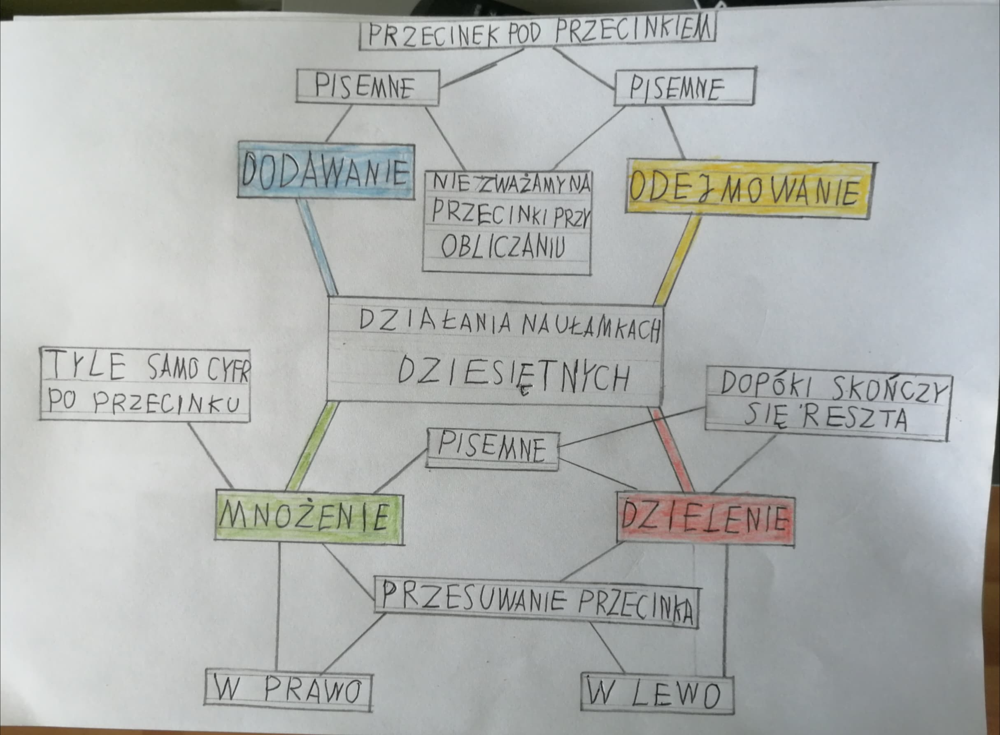 PRZECINEK POD PRZECINKIEM
PISEMNE
PISEMNE
DODAWANIE
ODEJMOWANIE
NIE ZWAŻAMY NA
PRZECINKI PRZY
OBLICZANIU
DZIAŁANIA NA UŁAMKACH
DZIESIĘTNYCH
TYLE SAMO CYFR
PO PRZECINKU
DOPÓKI SKOŃCZY
SIĘ RESZTA
PISEMNE
MNOŻENIE
DZIELENIE
PRZESUWANIE PRZECINKA
W PRAWO
W LEWO